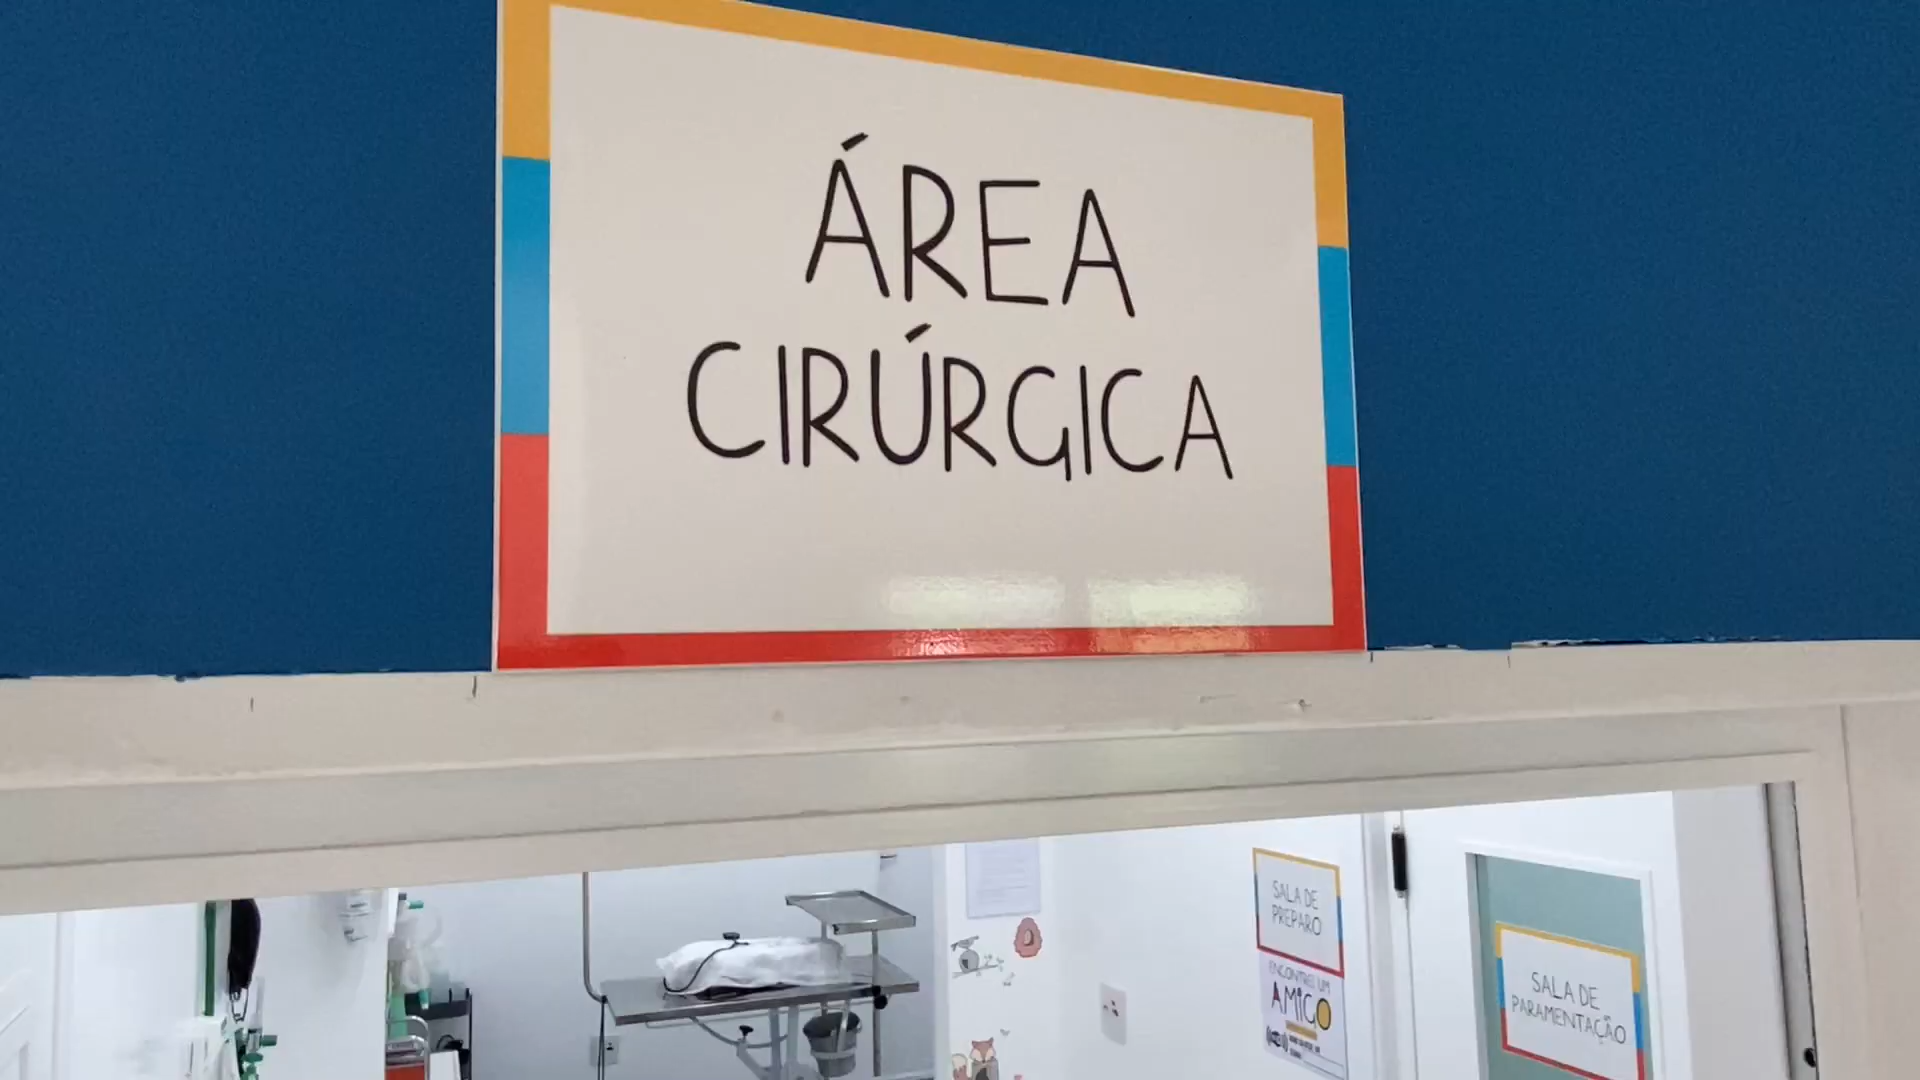 ÁREA
CIRÚRGICA
SALA DE
PREPARO
ENCONTREI UM
AMIGO
SALA DE
PARAMENTAÇÃO